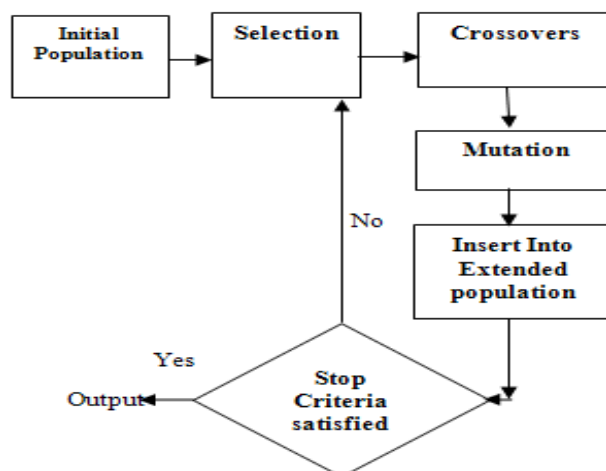 Initial
Population
Selection
Crossovers
Mutation
Insert Into
Extended
population
No
Yes
Output
Stop
Criteria
satisfied